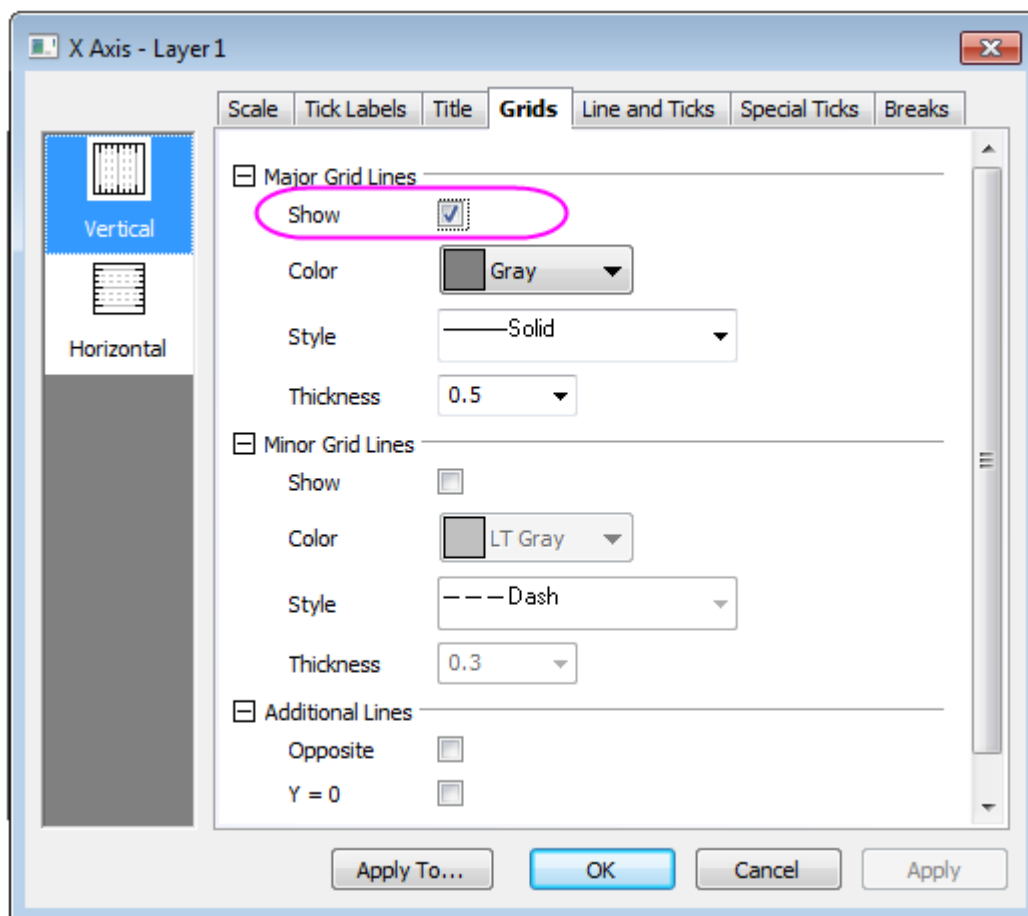 X Axis - Layer 1
Scale Tick Labels Title Grids Line and Ticks Special Ticks Breaks
Vertical
Horizontal
Major Grid Lines
Show
Color Gray
Style Solid
Thickness 0.5
Minor Grid Lines
Show
Color LT Gray
Style Dash
Thickness 0.3
Additional Lines
Opposite
Y = 0
Apply To... OK Cancel Apply